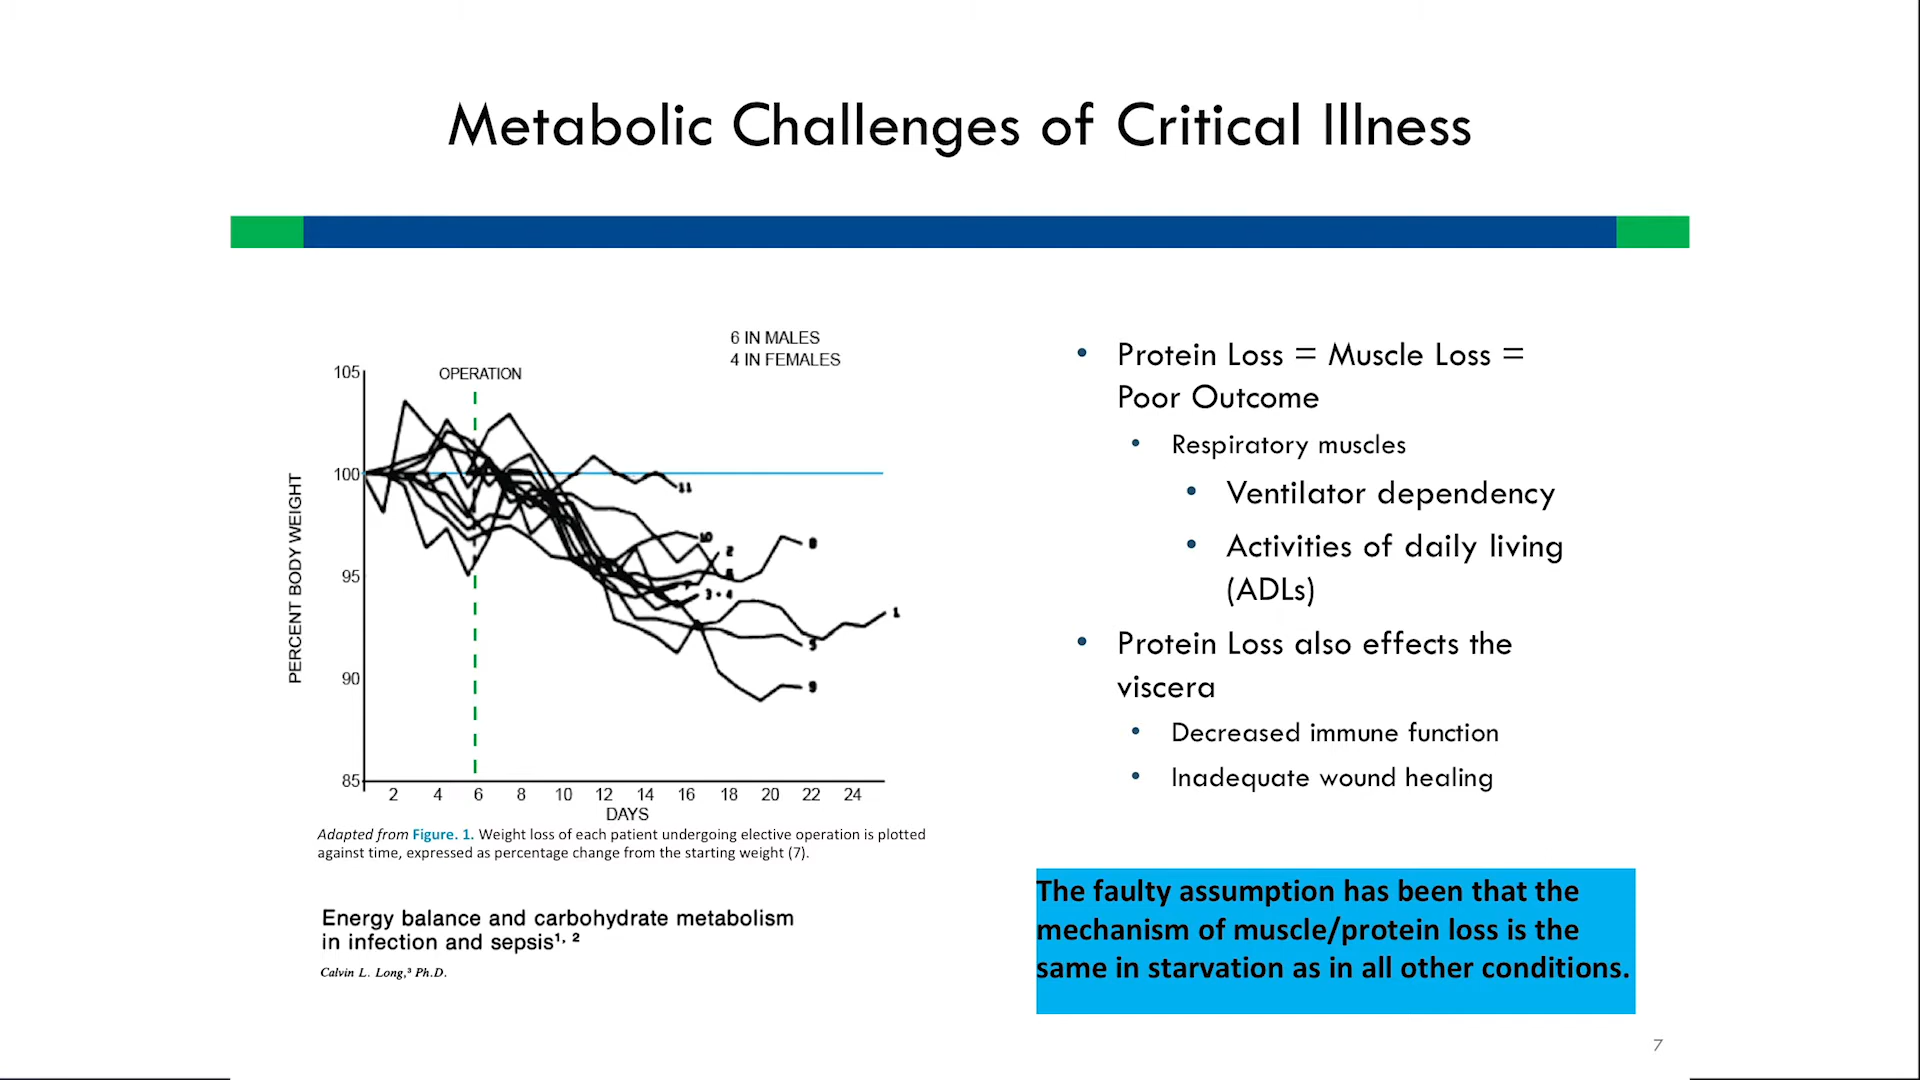 Metabolic Challenges of Critical Illness
6 IN MALES
4 IN FEMALES
OPERATION
105
100
95
90
85
PERCENT BODY WEIGHT
11
10
2
8
3 • 4
1
5
9
2 4 6 8 10 12 14 16 18 20 22 24
DAYS
Adapted from Figure. 1. Weight loss of each patient undergoing elective operation is plotted
against time, expressed as percentage change from the starting weight (7).
Energy balance and carbohydrate metabolism
in infection and sepsis¹, ²
Calvin L. Long,³ Ph.D.
• Protein Loss = Muscle Loss =
Poor Outcome
• Respiratory muscles
• Ventilator dependency
• Activities of daily living
(ADLs)
• Protein Loss also effects the
viscera
• Decreased immune function
• Inadequate wound healing
The faulty assumption has been that the
mechanism of muscle/protein loss is the
same in starvation as in all other conditions.
7